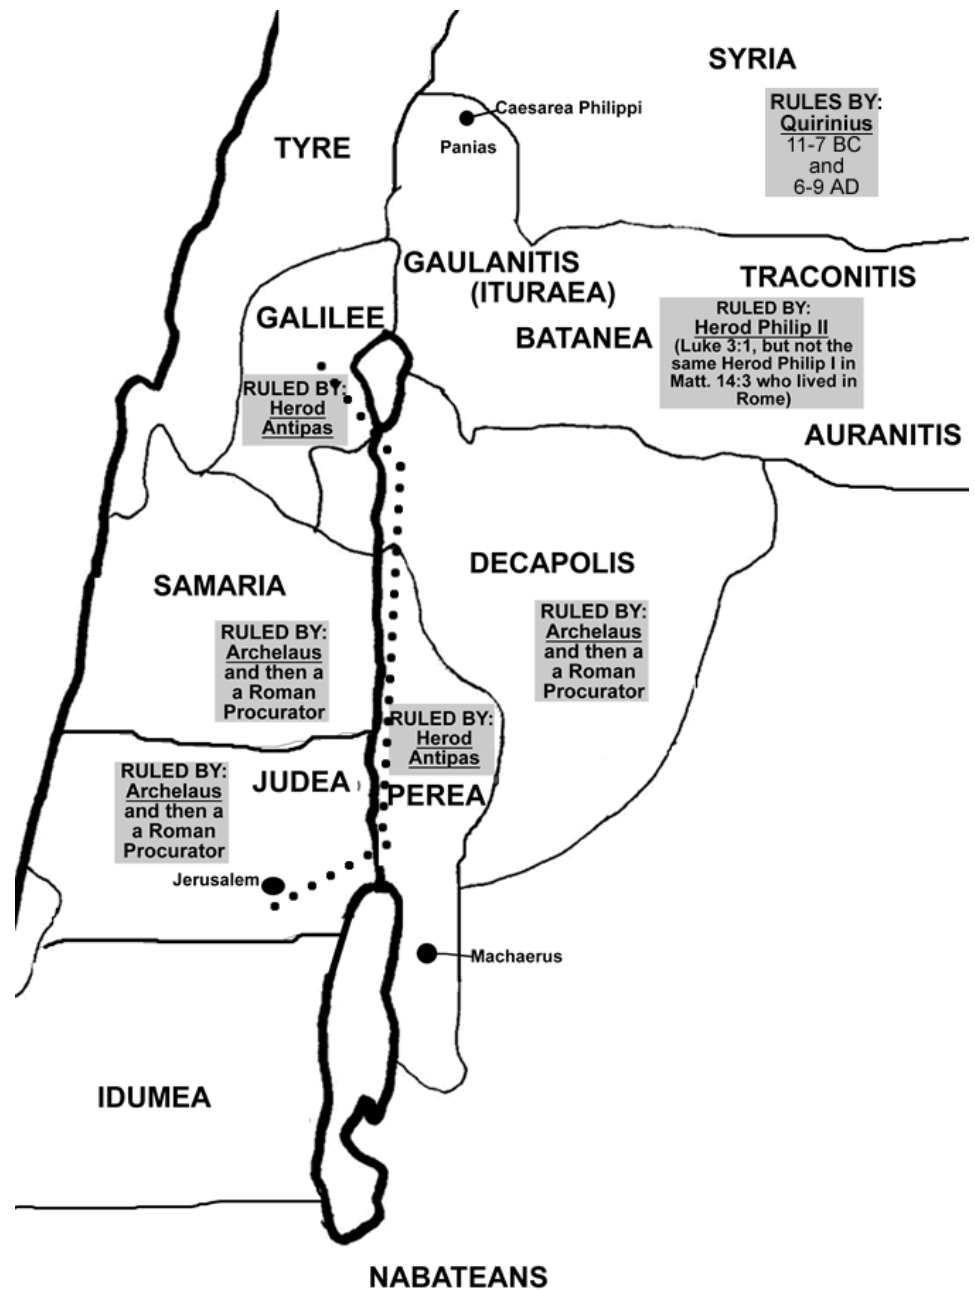 SYRIA
RULES BY:
Quirinius
11-7 BC
and
6-9 AD
Caesarea Philippi
Panias
TYRE
GAULANITIS
(ITURAEA)
TRACONITIS
BATANEA
RULED BY:
Herod Philip II
(Luke 3:1, but not the
same Herod Philip I in
Matt. 14:3 who lived in
Rome)
AURANITIS
GALILEE
RULED BY:
Herod
Antipas
DECAPOLIS
RULED BY:
Archelaus
and then a
a Roman
Procurator
SAMARIA
RULED BY:
Archelaus
and then a
a Roman
Procurator
RULED BY:
Herod
Antipas
PEREA
JUDEA
RULED BY:
Archelaus
and then a
a Roman
Procurator
Jerusalem
Machaerus
IDUMEA
NABATEANS